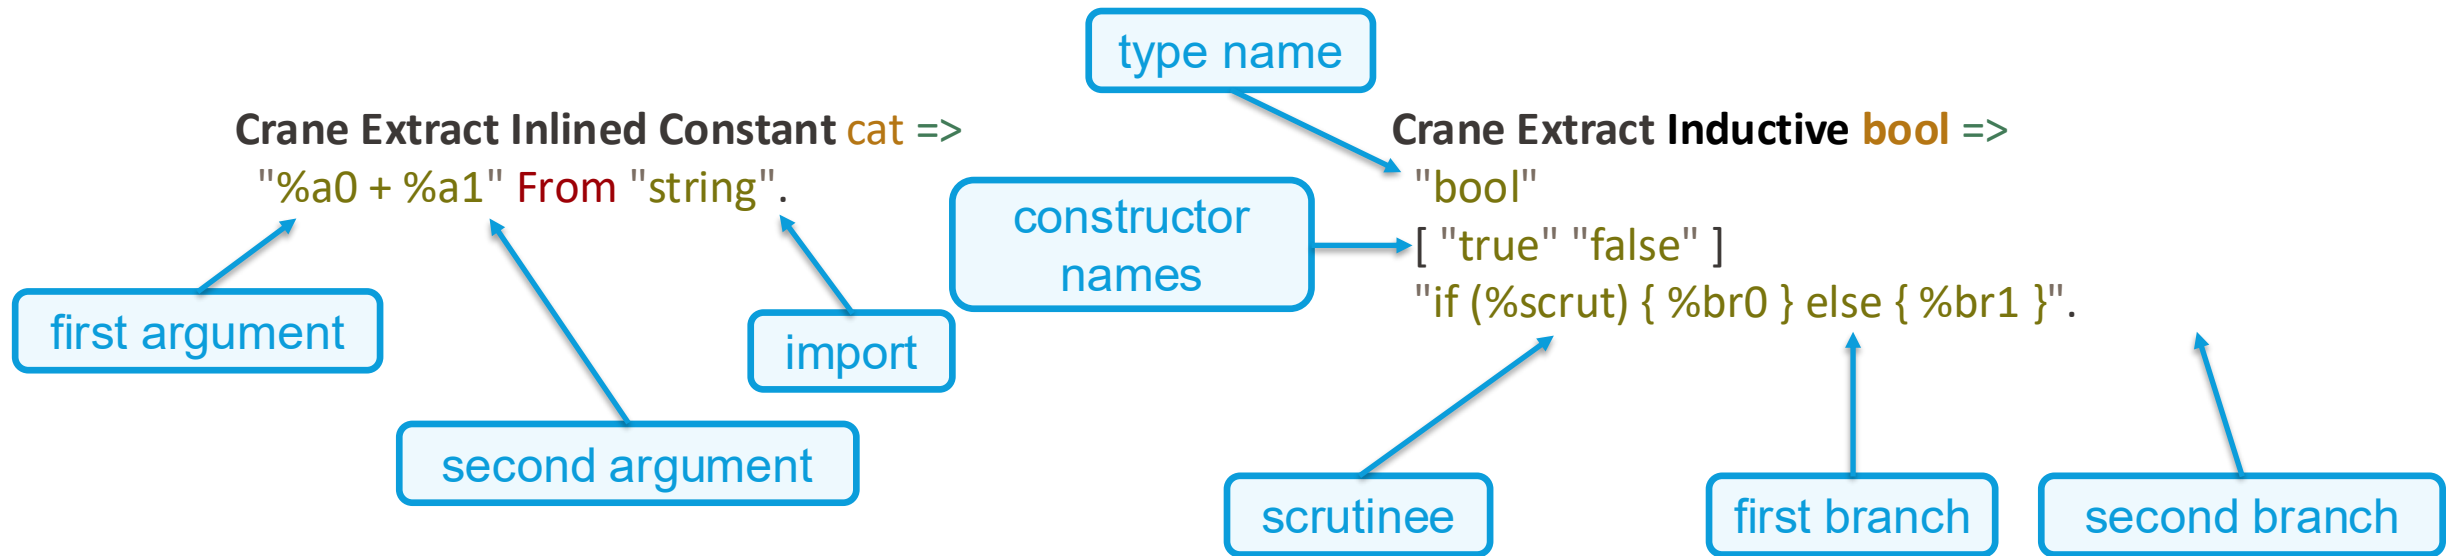 type name
Crane Extract Inlined Constant cat =>
"%a0 + %a1" From "string".
first argument
second argument
import
Crane Extract Inductive bool =>
"bool"
constructor
names
[ "true" "false" ]
"if (%scrut) { %br0 } else { %br1 }".
scrutinee
first branch
second branch